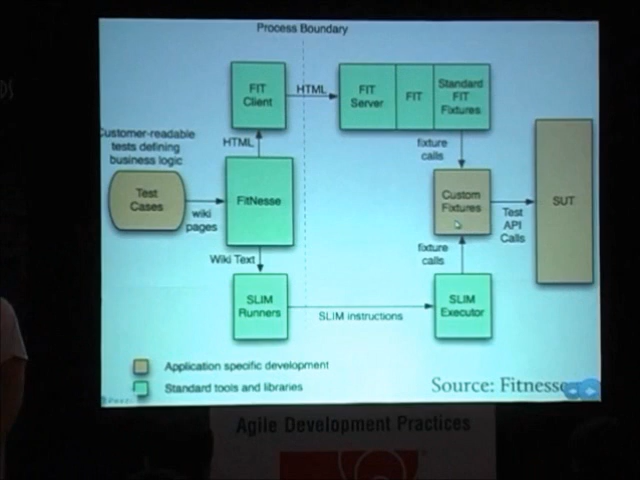 Process Boundary
FIT
Client
HTML
FIT
Server
FIT
Standard
FIT
Fixtures
Customer-readable
tests defining
business logic
HTML
fixture
calls
Test
Cases
wiki
pages
FitNesse
Custom
Fixtures
Test
API
Calls
SUT
Wiki Text
fixture
calls
SLIM
Runners
SLIM instructions
SLIM
Executor
Application specific development
Standard tools and libraries
Source: Fitnesse
Agile Development Practices